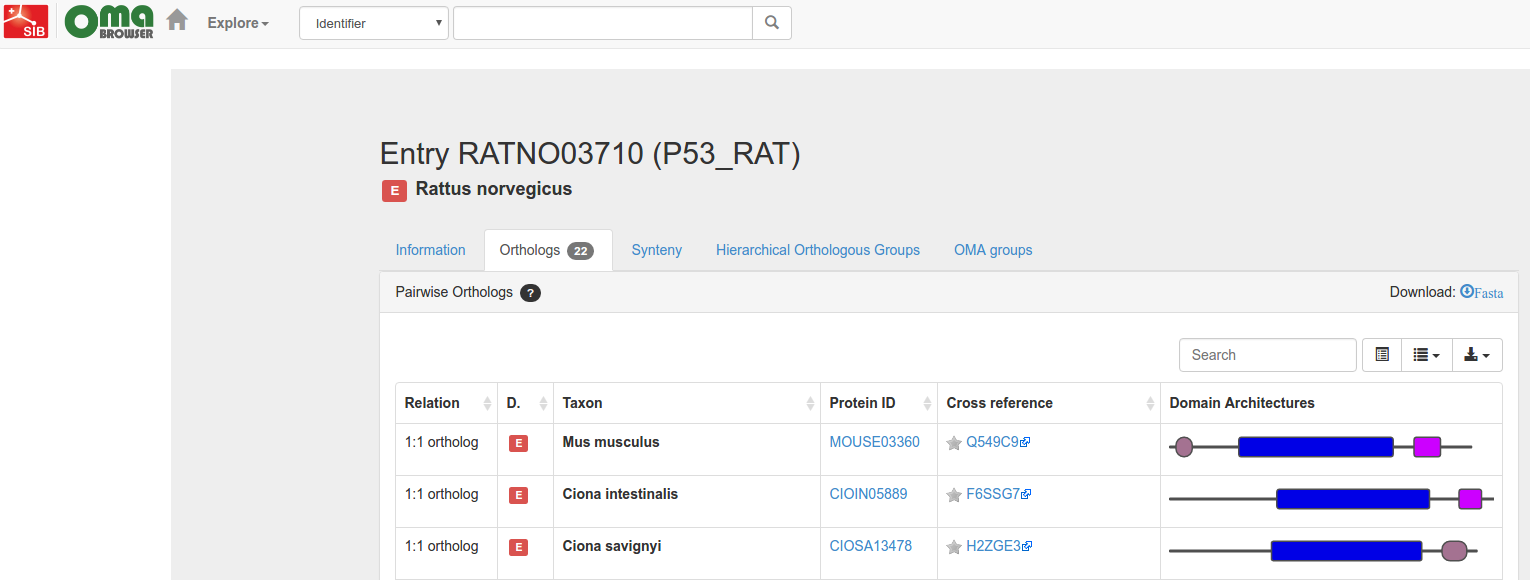 SIB OMA BROWSER Explore Identifier
Entry RATNO03710 (P53_RAT)
E Rattus norvegicus
Information Orthologs 22 Synteny Hierarchical Orthologous Groups OMA groups
Pairwise Orthologs ? Download: Fasta
Search
Relation D. Taxon Protein ID Cross reference Domain Architectures
1:1 ortholog E Mus musculus MOUSE03360 Q549C9
1:1 ortholog E Ciona intestinalis CIOIN05889 F6SSG7
1:1 ortholog E Ciona savignyi CIOSA13478 H2ZGE3